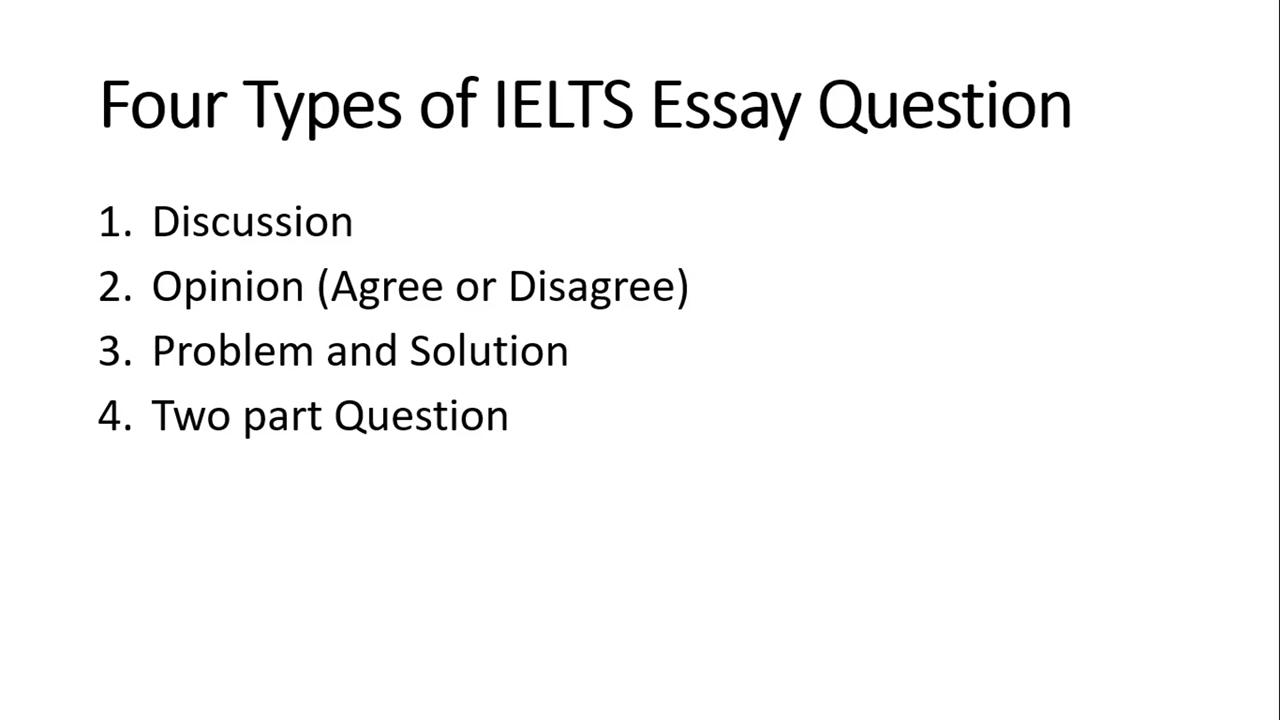 Four Types of IELTS Essay Question
1. Discussion
2. Opinion (Agree or Disagree)
3. Problem and Solution
4. Two part Question